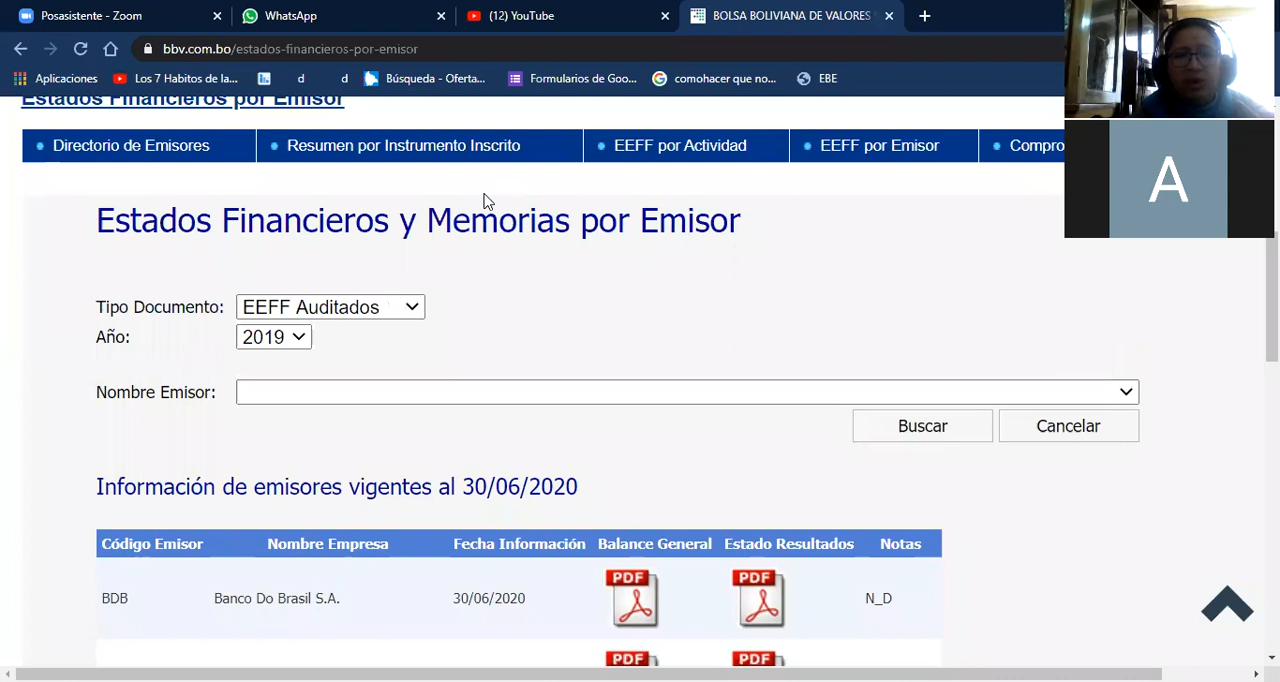 Posasistente - Zoom
WhatsApp
(12) YouTube
BOLSA BOLIVIANA DE VALORES
bbv.com.bo/estados-financieros-por-emisor
Aplicaciones
Los 7 Habitos de la...
d
d
Búsqueda - Oferta...
Formularios de Goo...
comohacer que no...
EBE
Estados Financieros por Emisor
Directorio de Emisores
Resumen por Instrumento Inscrito
EEFF por Actividad
EEFF por Emisor
Compro
A
Estados Financieros y Memorias por Emisor
Tipo Documento: EEFF Auditados
Año: 2019
Nombre Emisor:
Buscar Cancelar
Información de emisores vigentes al 30/06/2020
Código Emisor Nombre Empresa Fecha Información Balance General Estado Resultados Notas
PDF PDF
BDB Banco Do Brasil S.A. 30/06/2020 N_D
PDF PDF